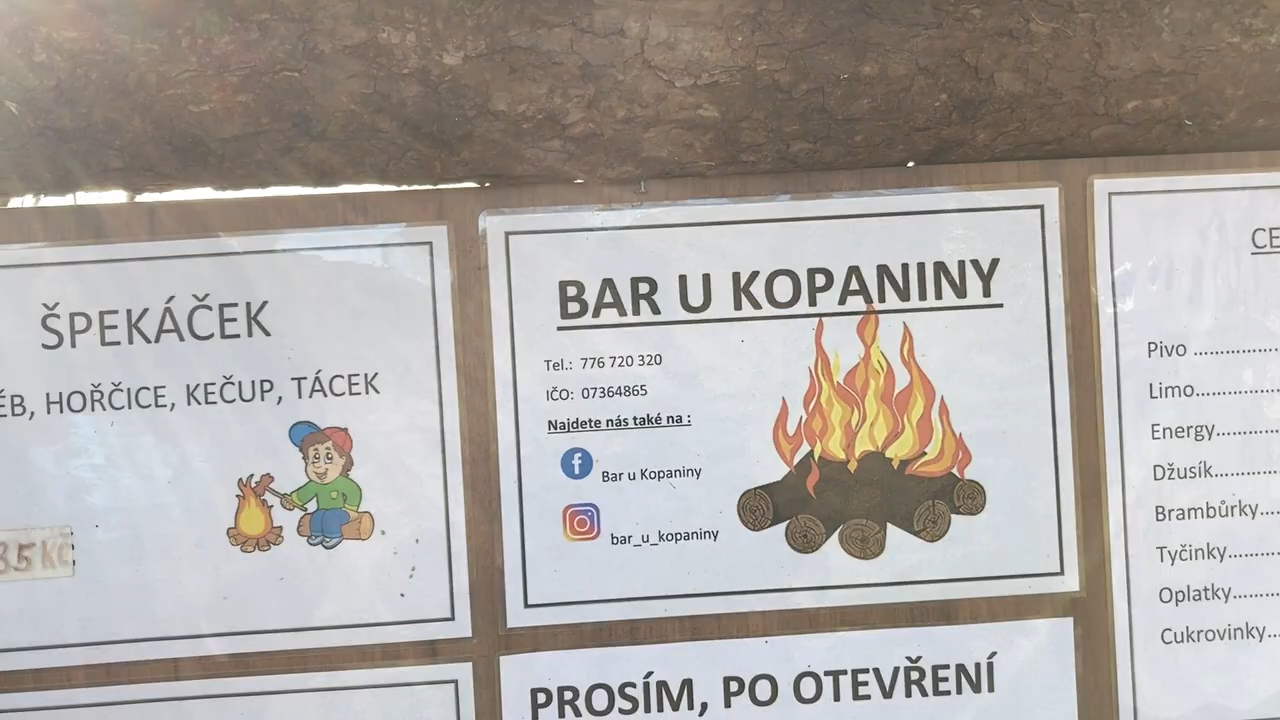 ŠPEKÁČEK
HOŘČICE, KEČUP, TÁCEK
35 Kč
BAR U KOPANINY
Tel.: 776 720 320
IČO: 07364865
Najdete nás také na :
Bar u Kopaniny
bar_u_kopaniny
PROSÍM, PO OTEVŘENÍ
Pivo
Limo
Energy
Džusík
Brambůrky
Tyčinky
Oplatky
Cukrovinky